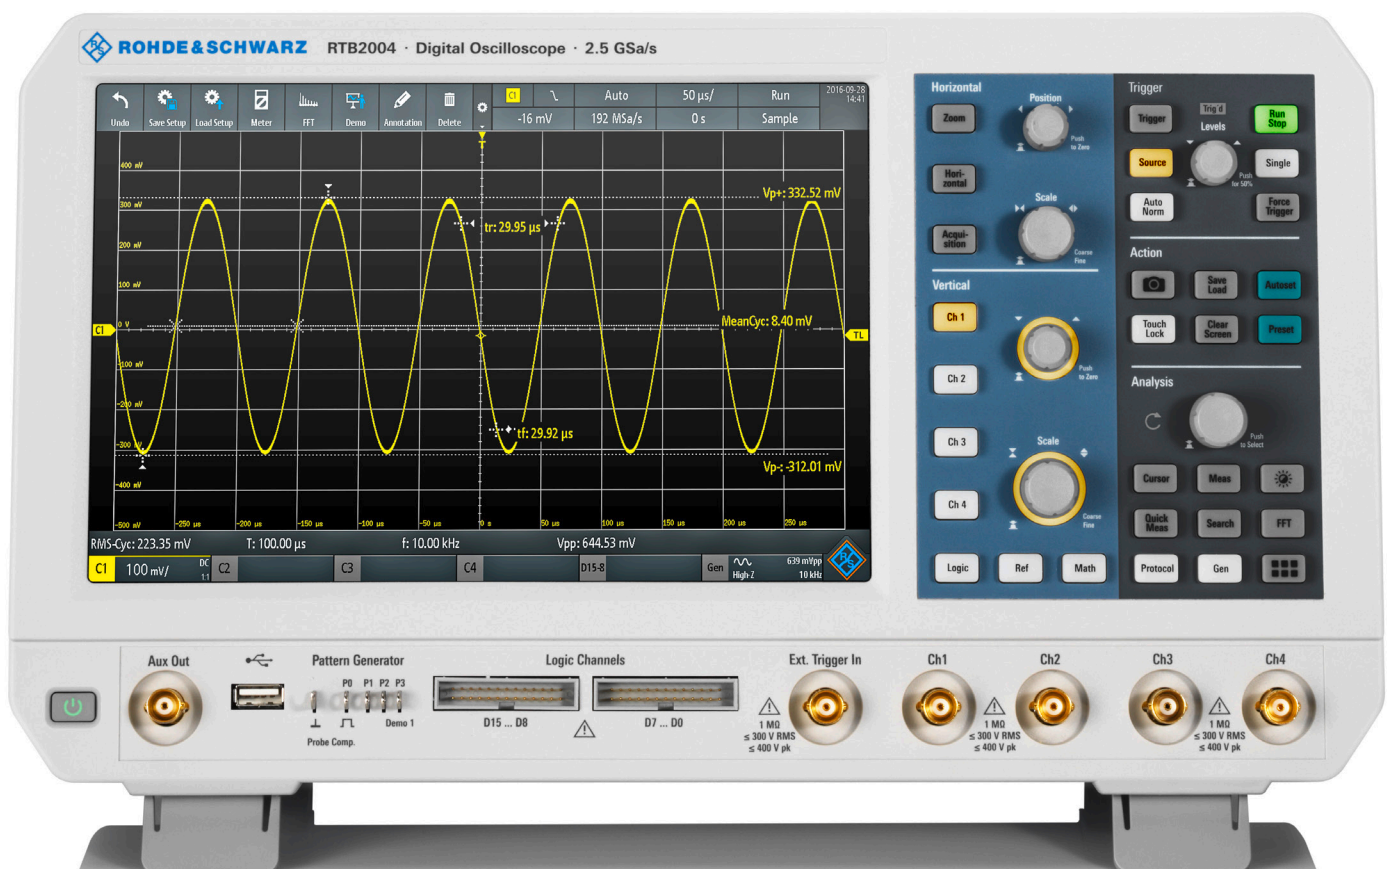 ROHDE&SCHWARZ RTB2004 · Digital Oscilloscope · 2.5 GSa/s
Undo
Save Setup
Load Setup
Meter
FFT
Demo
Annotation
Delete
C1
Auto
50 µs/
Run
-16 mV
192 MSa/s
0 s
Sample
2016-09-28
14:41
T
400 mV
300 mV
200 mV
100 mV
0 V
-100 mV
-200 mV
-300 mV
-400 mV
-500 mV
Vp+: 332.52 mV
tr: 29.95 µs
MeanCyc: 8.40 mV
C1
TL
tf: 29.92 µs
Vp-: -312.01 mV
-250 µs
-200 µs
-150 µs
-100 µs
-50 µs
0 s
50 µs
100 µs
150 µs
200 µs
250 µs
RMS-Cyc: 223.35 mV
T: 100.00 µs
f: 10.00 kHz
Vpp: 644.53 mV
C1
100 mV/
DC
1:1
C2
C3
C4
D15-8
Gen
High-Z
639 mVpp
10 kHz
R&S
Horizontal
Position
Zoom
Push
to Zero
Hori-
zontal
Scale
Acqui-
sition
Coarse
Fine
Vertical
Ch 1
Push
to Zero
Ch 2
Ch 3
Scale
Ch 4
Coarse
Fine
Logic
Ref
Math
Trigger
Trigger
Trig'd
Levels
Run
Stop
Source
Single
Push
for 50%
Auto
Norm
Force
Trigger
Action
Save
Load
Autoset
Touch
Lock
Clear
Screen
Preset
Analysis
Push
to Select
Cursor
Meas
Quick
Meas
Search
FFT
Protocol
Gen
Aux Out
Pattern Generator
P0 P1 P2 P3
Demo 1
Probe Comp.
Logic Channels
D15 ... D8
D7 ... D0
Ext. Trigger In
1 MΩ
≤ 300 V RMS
≤ 400 V pk
Ch1
1 MΩ
≤ 300 V RMS
≤ 400 V pk
Ch2
Ch3
1 MΩ
≤ 300 V RMS
≤ 400 V pk
Ch4